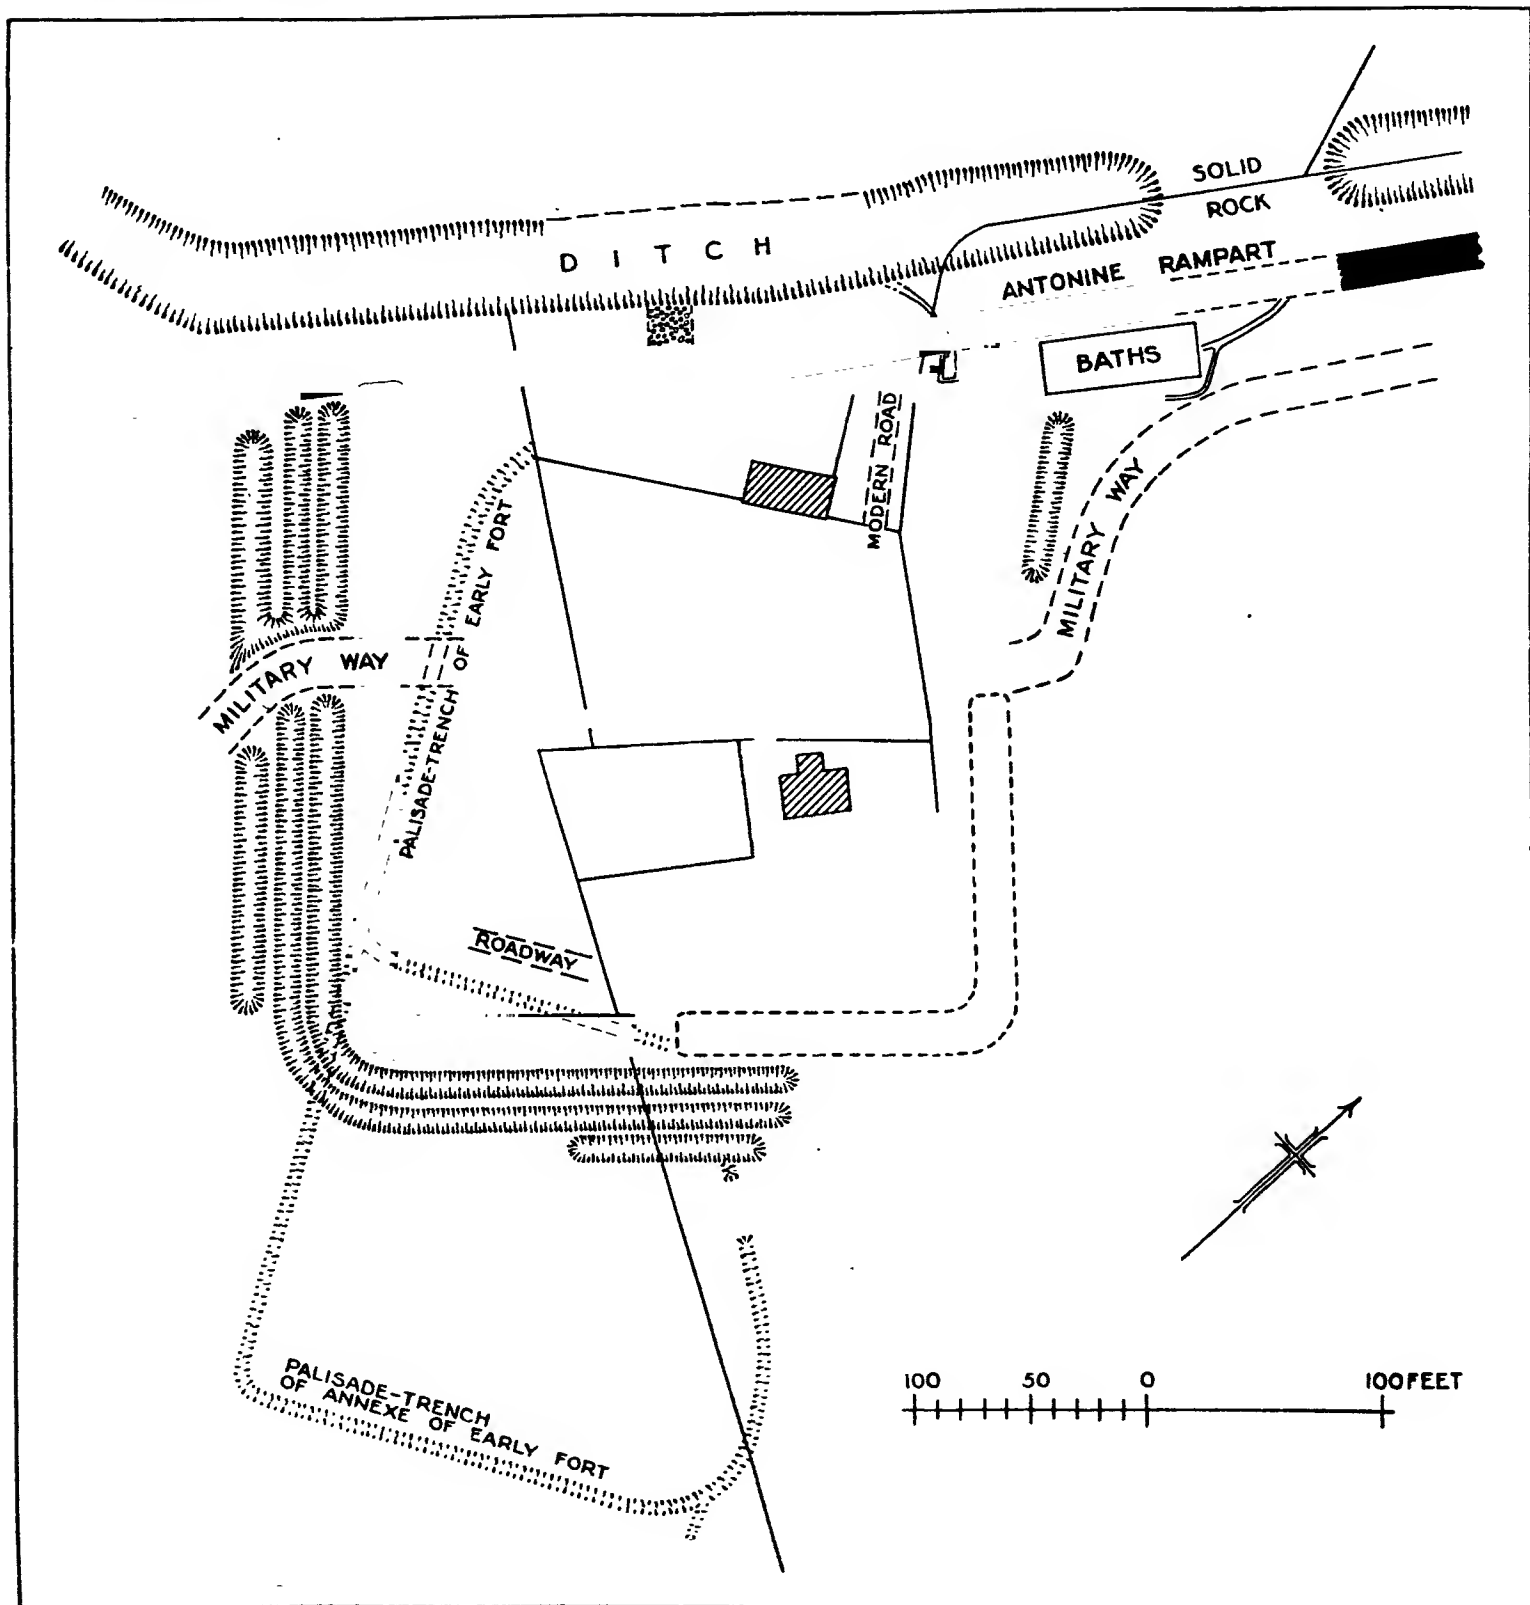 SOLID
ROCK
D I T C H
ANTONINE RAMPART
BATHS
MODERN ROAD
MILITARY WAY
PALISADE-TRENCH OF EARLY FORT
MILITARY WAY
ROADWAY
PALISADE-TRENCH
OF ANNEXE OF EARLY FORT
100 50 0 100 FEET